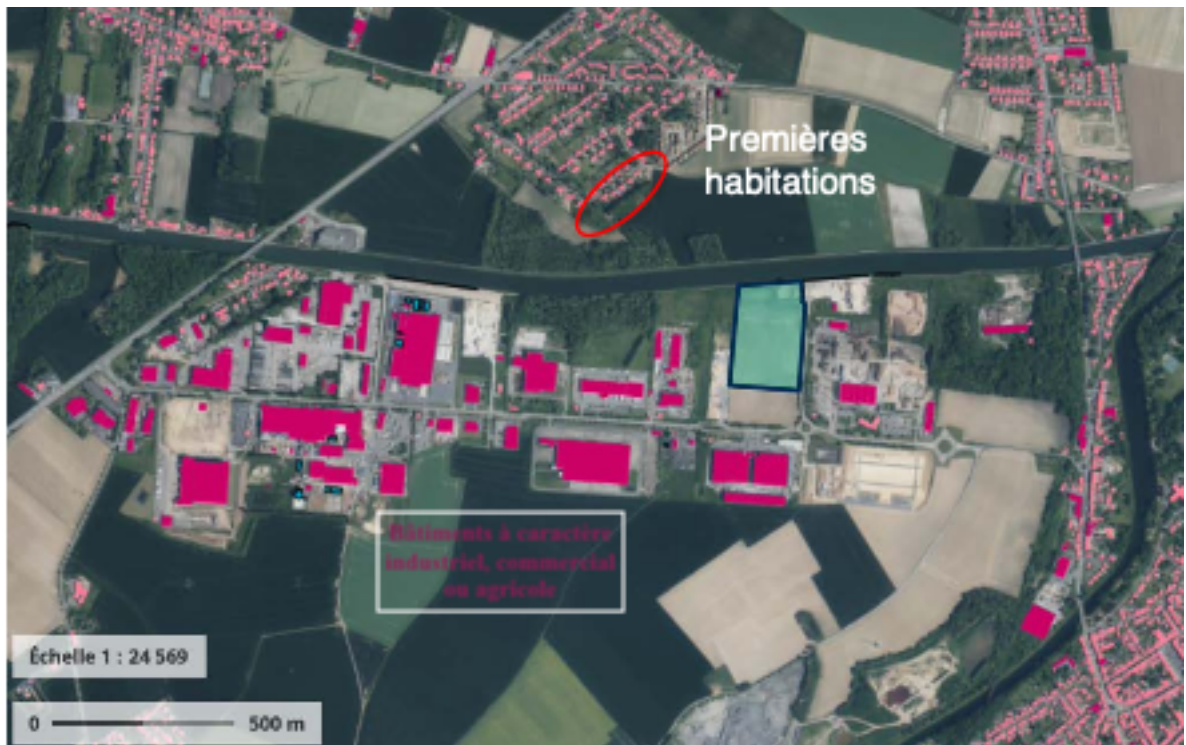 Premières
habitations
Bâtiments à caractère
industriel, commercial
ou agricole
Échelle 1 : 24 569
0 500 m